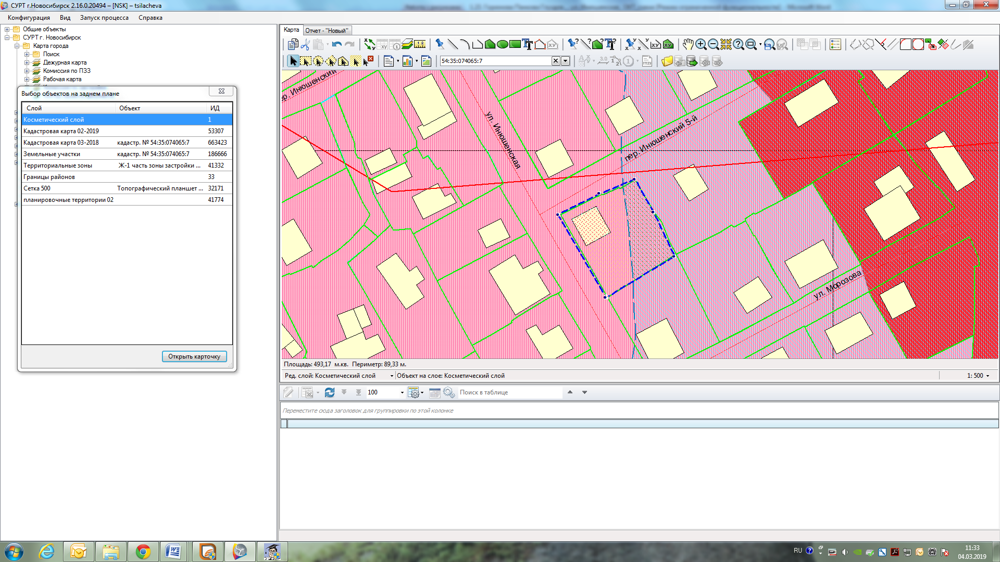 СУРТ г.Новосибирск 2.16.0.20494 – [NSK] – tsilacheva
Конфигурация Вид Запуск процесса Справка
Общие объекты
СУРТ г. Новосибирск
Карта города
Поиск
Дежурная карта
Комиссия по ПЗЗ
Рабочая карта
Выбор объектов на заднем плане
Слой Объект ИД
Косметический слой 1
Кадастровая карта 02-2019 53307
Кадастровая карта 03-2018 кадастр. № 54:35:074065:7 663423
Земельные участки кадастр. № 54:35:074065:7 186666
Территориальные зоны Ж-1 часть зоны застройки ... 41332
Границы районов 33
Сетка 500 Топографический планшет ... 32171
планировочные территории 02 41774
Открыть карточку
Карта Отчет - "Новый"
54:35:074065:7
пер. Инюшенский
ул. Инюшенская
пер. Инюшенский 5-й
ул. Морозова
Площадь: 493,17 м.кв. Периметр: 89,33 м.
Ред. слой: Косметический слой Объект на слое: Косметический слой 1: 500
100 Поиск в таблице
Переместите сюда заголовок для группировки по этой колонке
RU
11:33
04.03.2019